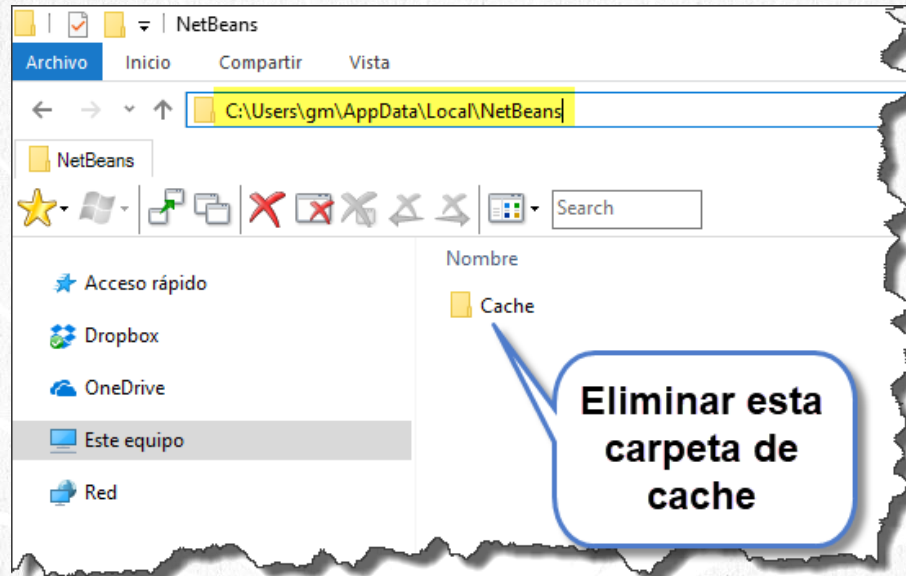 NetBeans
Archivo Inicio Compartir Vista
C:\Users\gm\AppData\Local\NetBeans
NetBeans
Search
Nombre
Acceso rápido
Cache
Dropbox
OneDrive
Este equipo
Red
Eliminar esta
carpeta de
cache